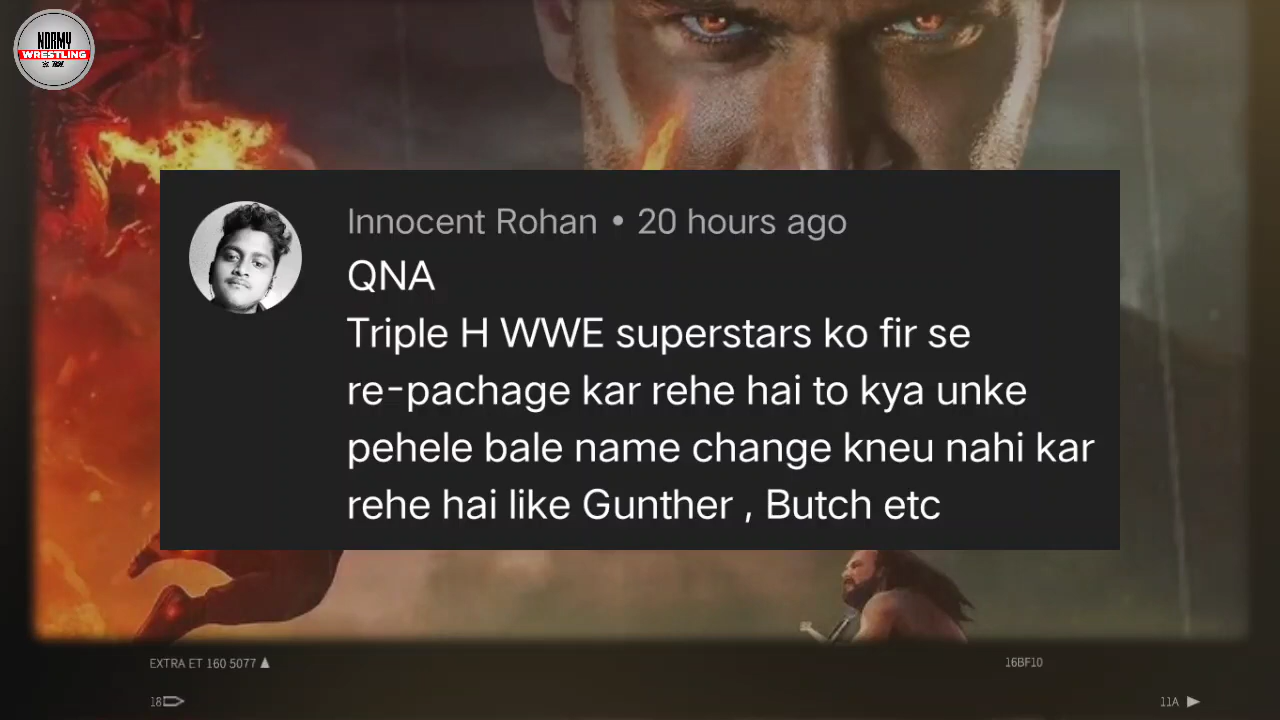 NORMY
WRESTLING
Innocent Rohan • 20 hours ago
QNA
Triple H WWE superstars ko fir se
re-pachage kar rehe hai to kya unke
pehele bale name change kneu nahi kar
rehe hai like Gunther , Butch etc
EXTRA ET 160 5077
16BF10
18
11A